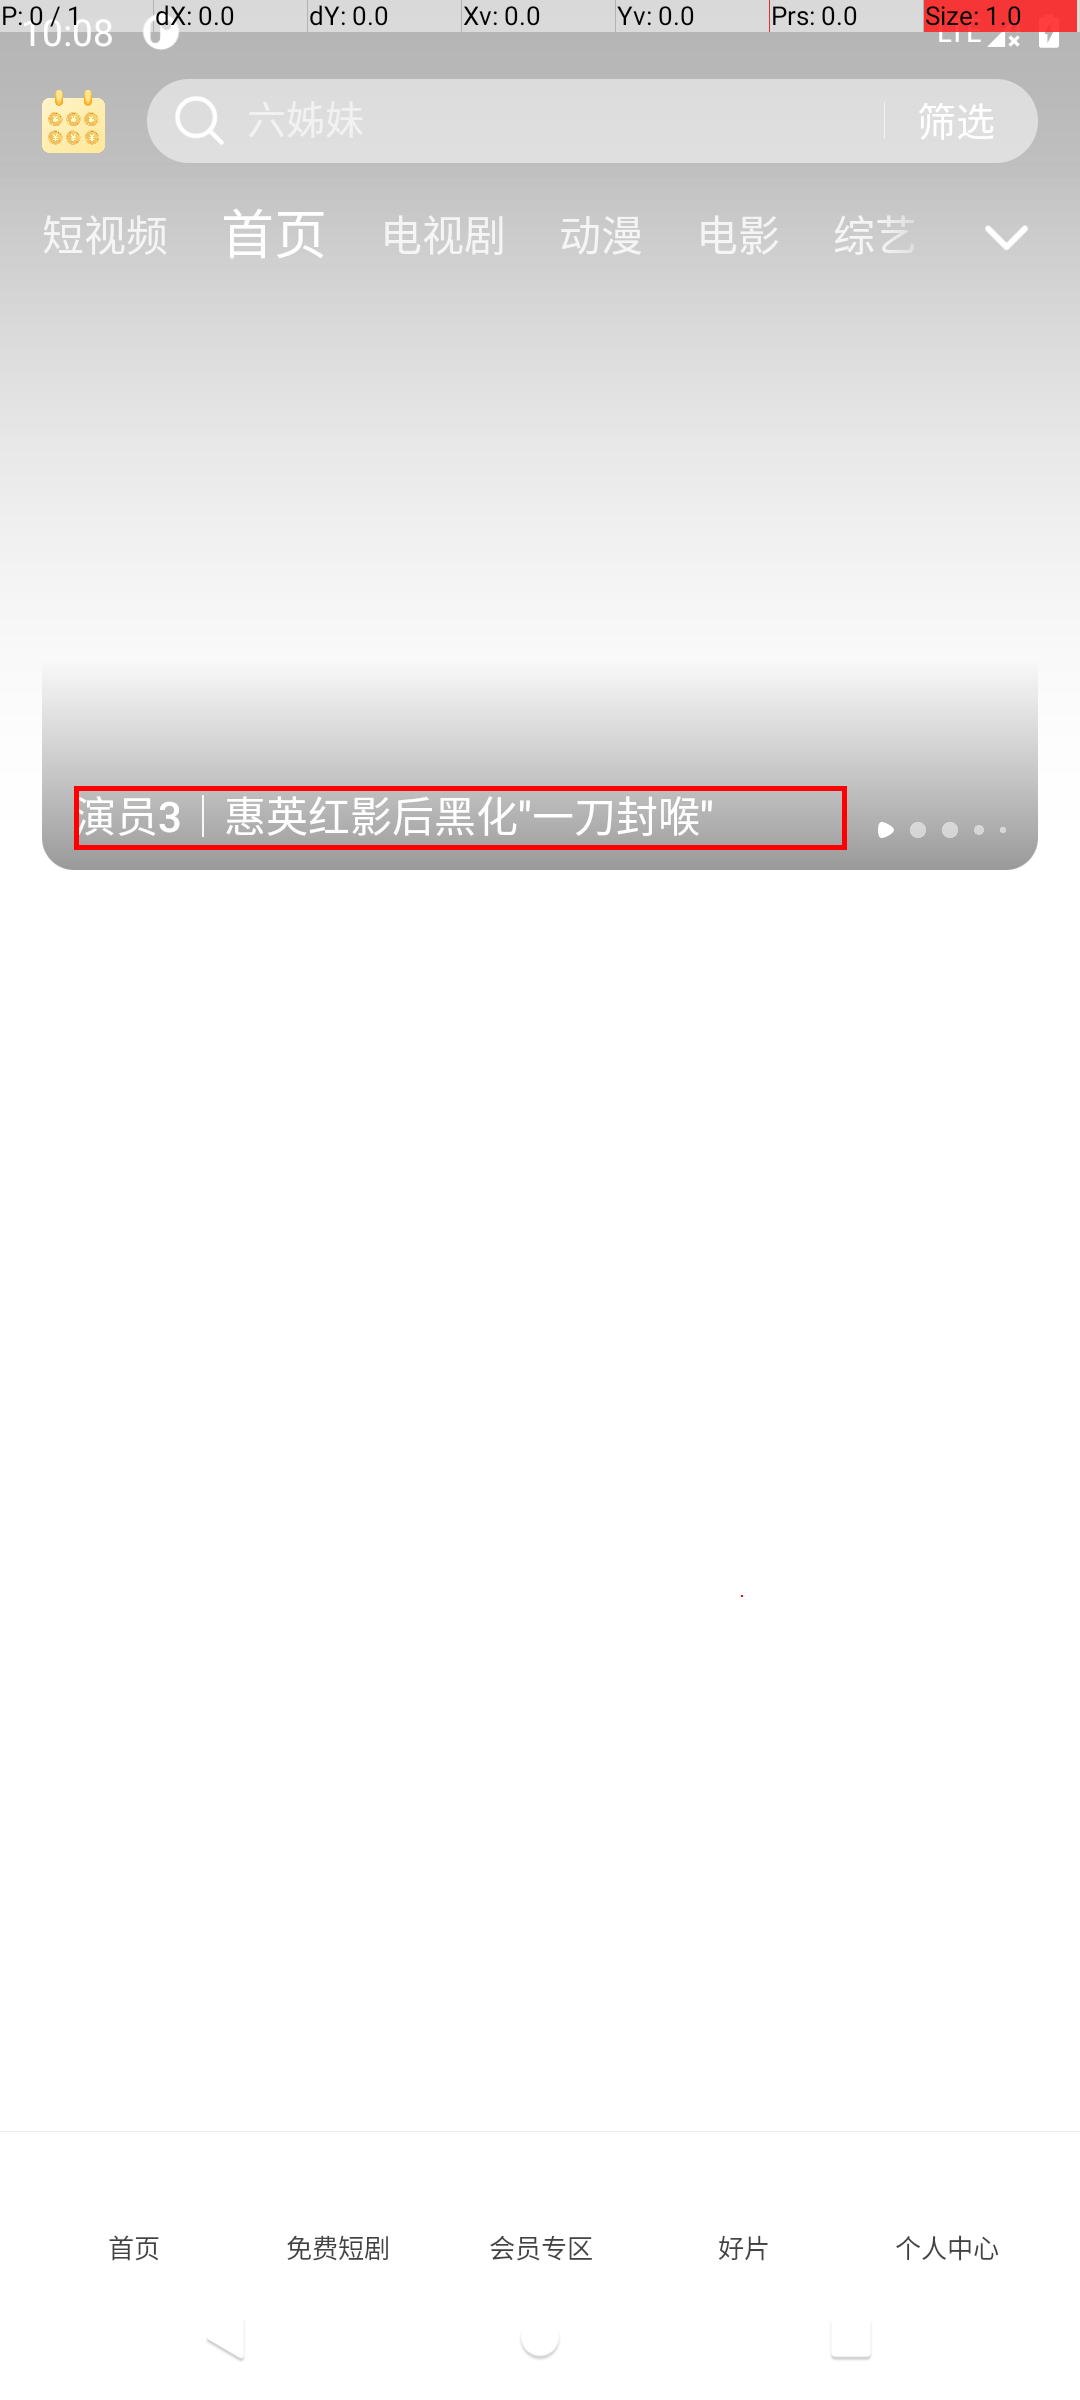 P: 0 / 1 dX: 0.0 dY: 0.0 Xv: 0.0 Yv: 0.0 Prs: 0.0 Size: 1.0
10:08 LTE
六姊妹 筛选
短视频 首页 电视剧 动漫 电影 综艺
演员3｜惠英红影后黑化"一刀封喉"
首页 免费短剧 会员专区 好片 个人中心